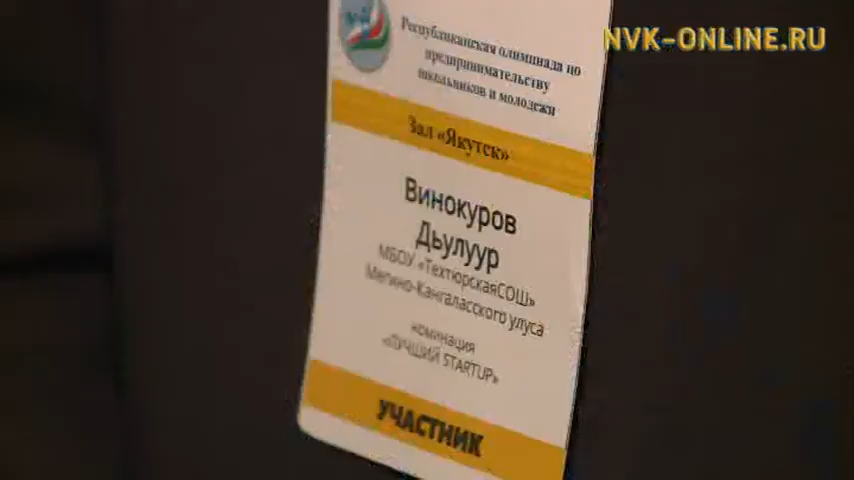 NVK-ONLINE.RU
Республиканская олимпиада по
предпринимательству
школьников и молодежи
Зал «Якутск»
Винокуров
Дьулуур
МБОУ «ТехтюрскаяСОШ»
Мегино-Кангаласского улуса
номинация
«ЛУЧШИЙ STARTUP»
УЧАСТНИК